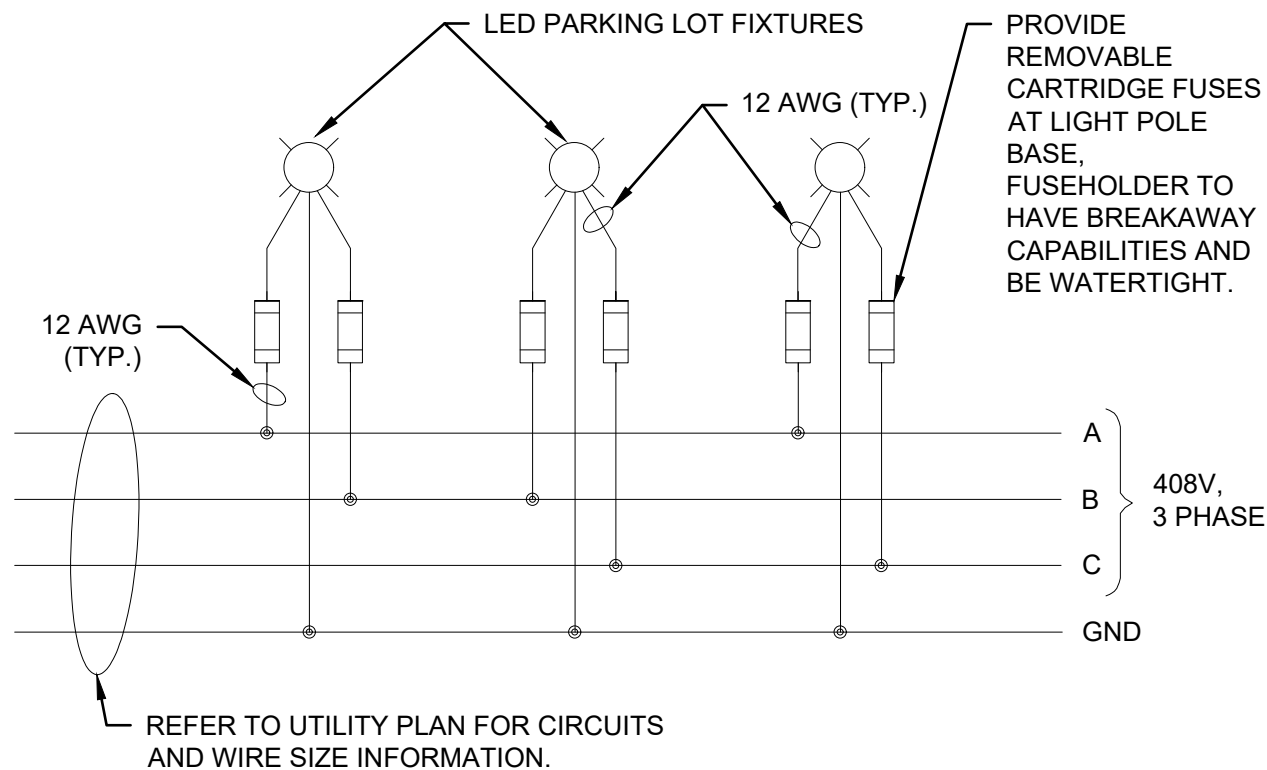 LED PARKING LOT FIXTURES
PROVIDE
REMOVABLE
CARTRIDGE FUSES
AT LIGHT POLE
BASE,
FUSEHOLDER TO
HAVE BREAKAWAY
CAPABILITIES AND
BE WATERTIGHT.
12 AWG (TYP.)
12 AWG
(TYP.)
A
B
C
408V,
3 PHASE
GND
REFER TO UTILITY PLAN FOR CIRCUITS
AND WIRE SIZE INFORMATION.